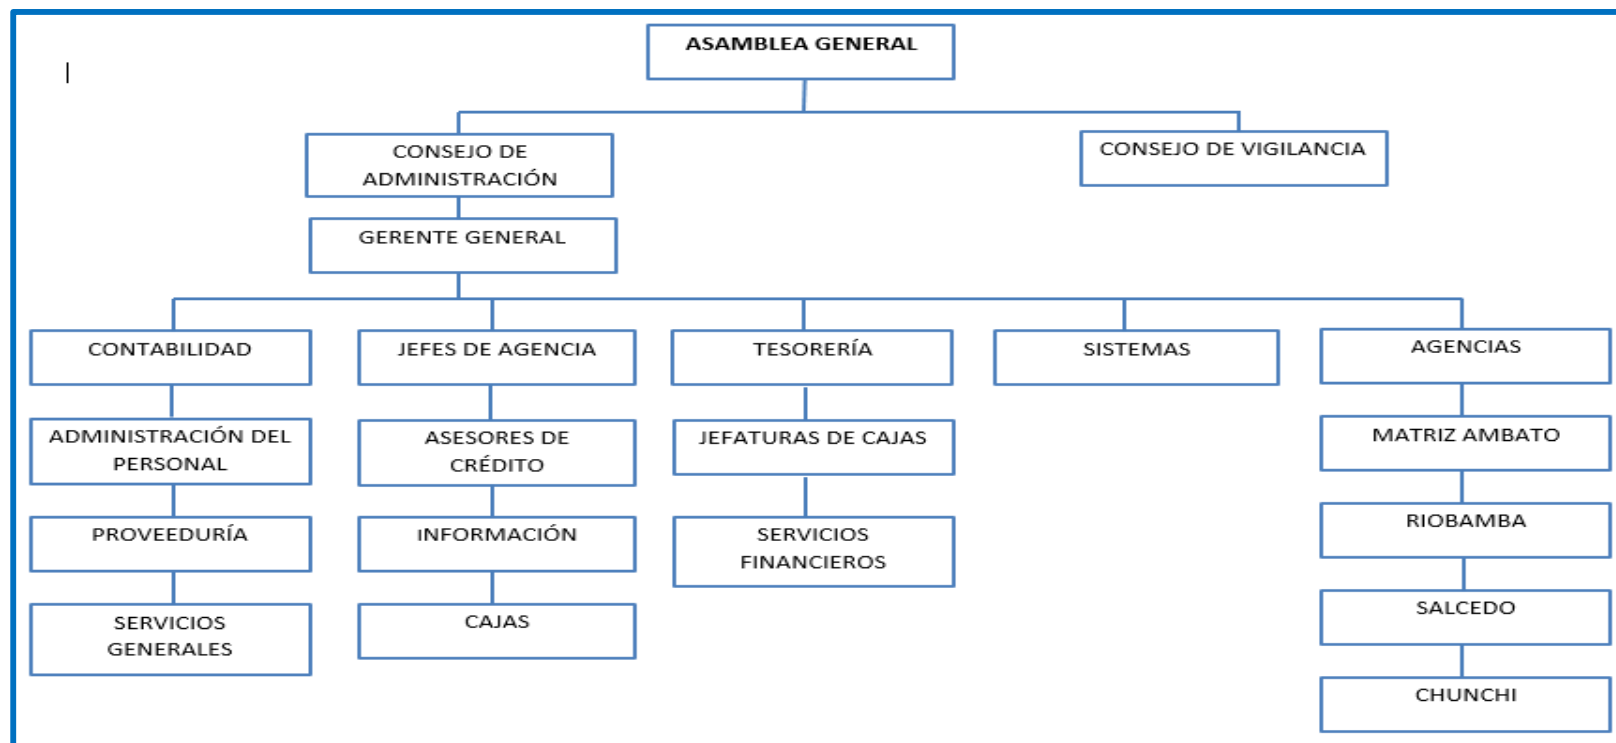 ASAMBLEA GENERAL
CONSEJO DE
ADMINISTRACIÓN
CONSEJO DE VIGILANCIA
GERENTE GENERAL
CONTABILIDAD
JEFES DE AGENCIA
TESORERÍA
SISTEMAS
AGENCIAS
ADMINISTRACIÓN DEL
PERSONAL
ASESORES DE
CRÉDITO
JEFATURAS DE CAJAS
MATRIZ AMBATO
PROVEEDURÍA
INFORMACIÓN
SERVICIOS
FINANCIEROS
RIOBAMBA
SERVICIOS
GENERALES
CAJAS
SALCEDO
CHUNCHI